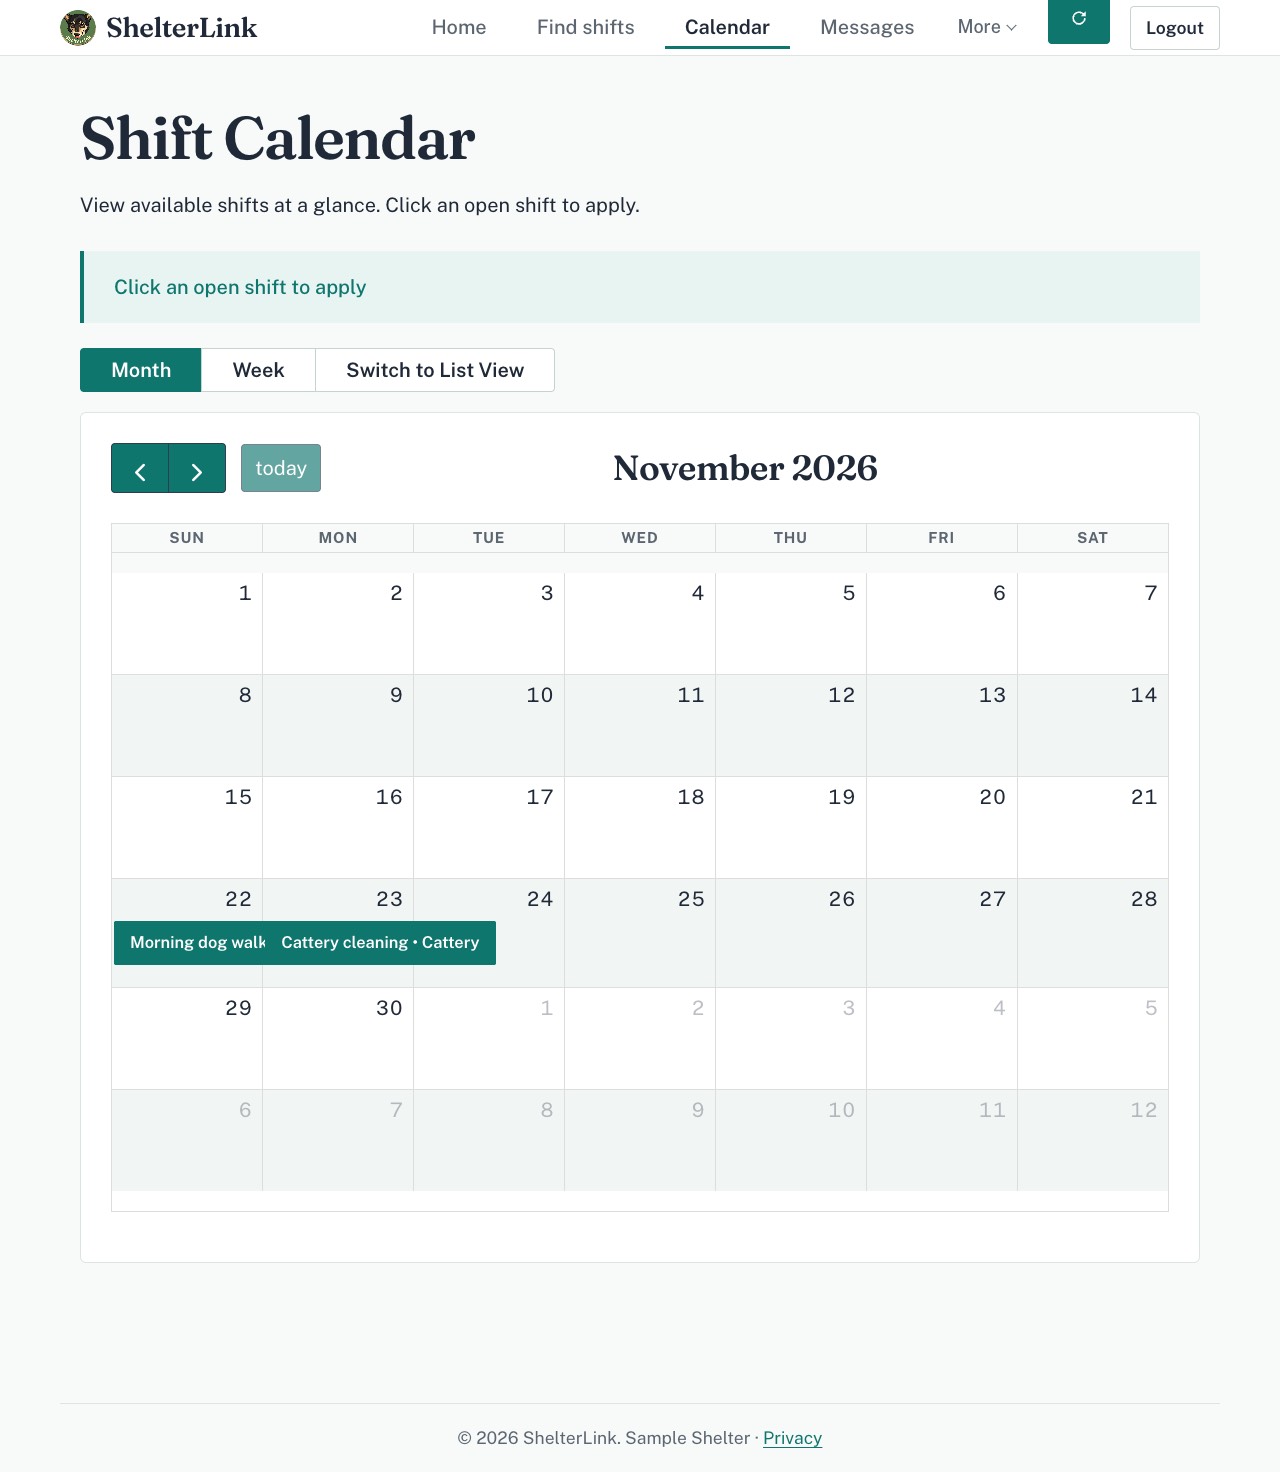 ShelterLink
Home Find shifts Calendar Messages More Logout
Shift Calendar
View available shifts at a glance. Click an open shift to apply.
Click an open shift to apply
Month Week Switch to List View
today November 2026
SUN MON TUE WED THU FRI SAT
1 2 3 4 5 6 7
8 9 10 11 12 13 14
15 16 17 18 19 20 21
22 23 24 25 26 27 28
Morning dog walk Cattery cleaning • Cattery
29 30 1 2 3 4 5
6 7 8 9 10 11 12
© 2026 ShelterLink. Sample Shelter · Privacy